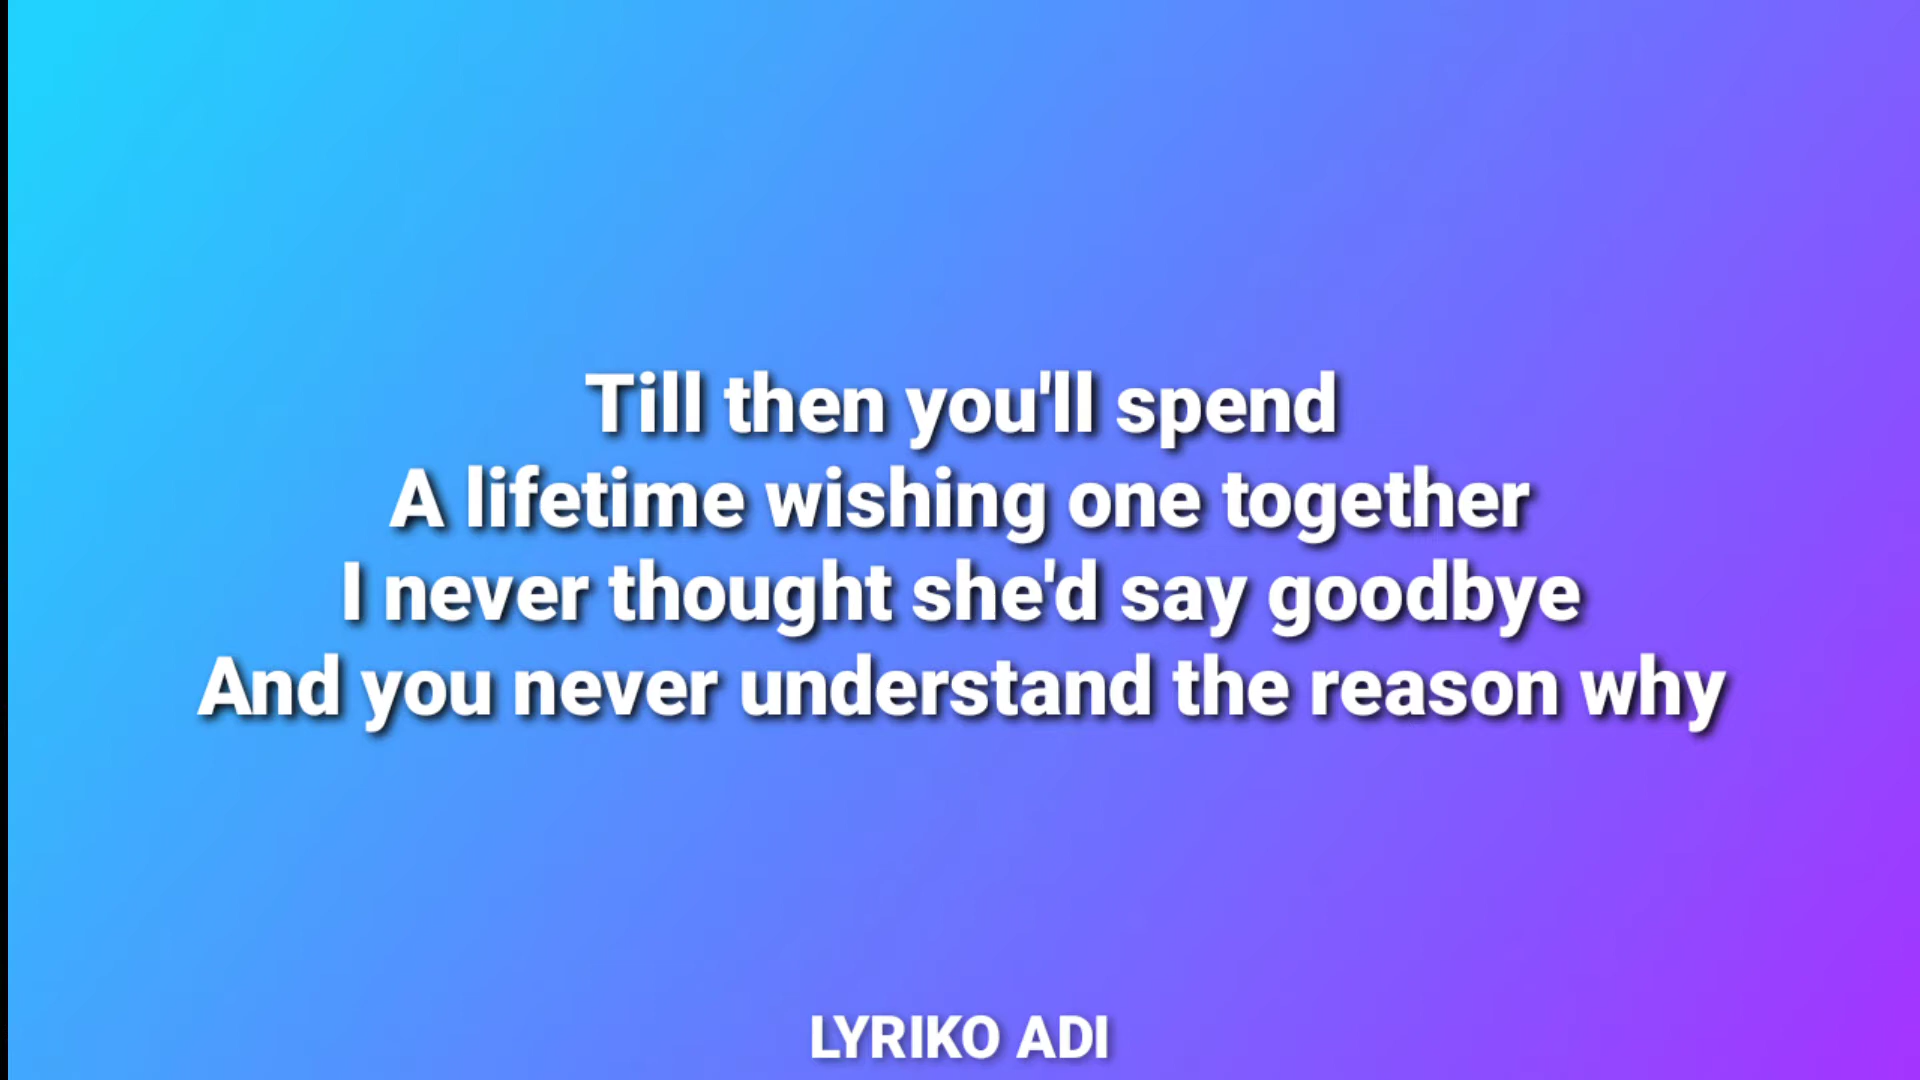 Till then you'll spend
A lifetime wishing one together
I never thought she'd say goodbye
And you never understand the reason why
LYRIKO ADI